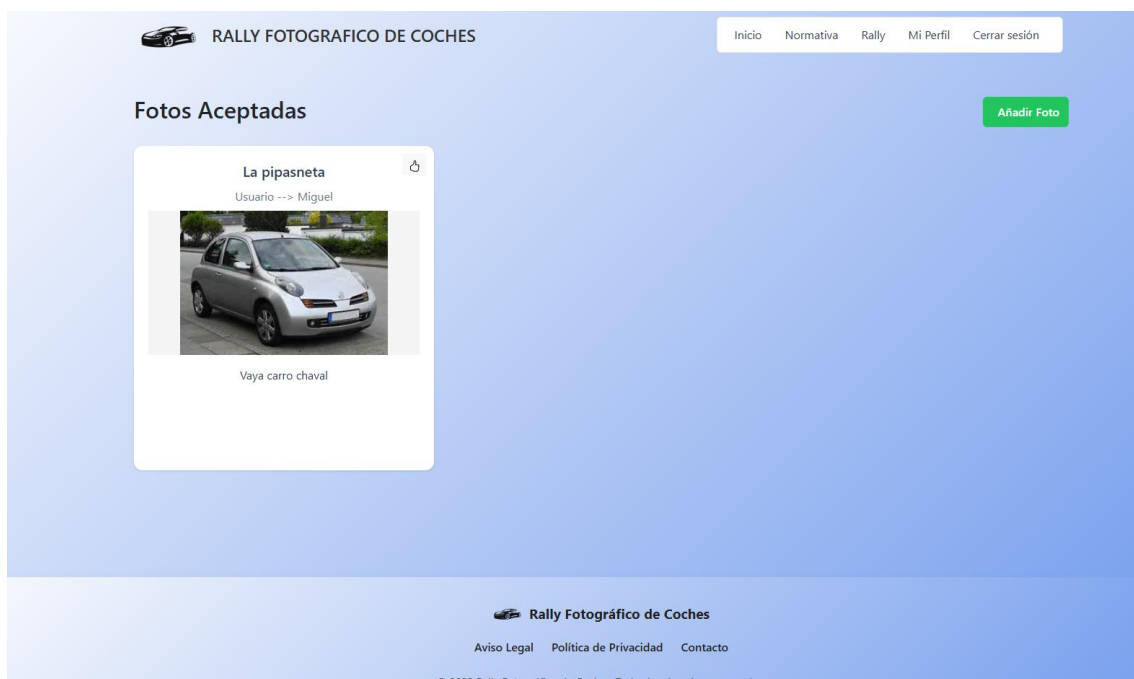 RALLY FOTOGRAFICO DE COCHES
Inicio Normativa Rally Mi Perfil Cerrar sesión
Fotos Aceptadas
Añadir Foto
La pipasneta
Usuario --> Miguel
Vaya carro chaval
Rally Fotográfico de Coches
Aviso Legal Política de Privacidad Contacto